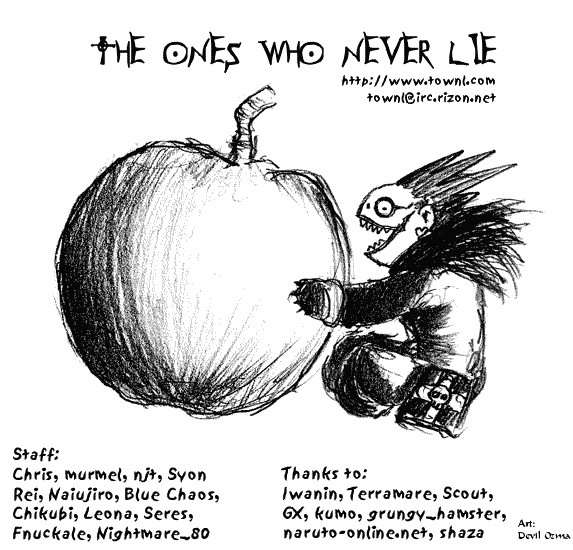 THE ONES WHO NEVER LIE
http://www.townl.com
townl@irc.rizon.net
Staff:
Chris, murmel, njt, Syon
Rei, Naiujiro, Blue Chaos,
Chikubi, Leona, Seres,
Fnuckale, Nightmare_80
Thanks to:
Iwanin, Terramare, Scout,
GX, kumo, grungy_hamster,
naruto-online.net, shaza
Art:
Devil Ozma